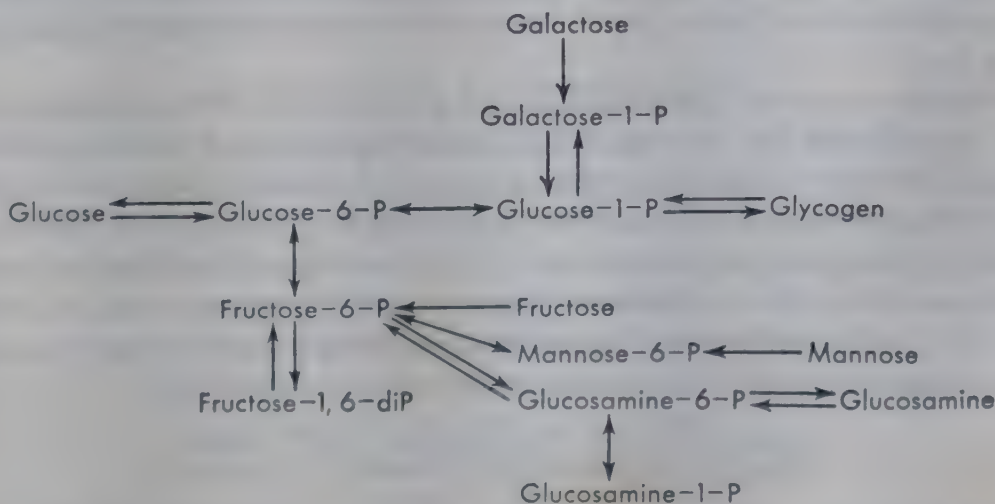 Galactose
Galactose-1-P
Glucose Glucose-6-P Glucose-1-P Glycogen
Fructose-6-P Fructose
Mannose-6-P Mannose
Fructose-1, 6-diP Glucosamine-6-P Glucosamine
Glucosamine-1-P